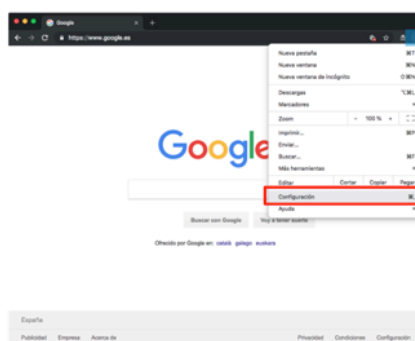 Google
https://www.google.es
Nueva pestaña
Nueva ventana
Nueva ventana de incógnito
Descargas
Marcadores
Zoom - 100 % +
Imprimir...
Enviar...
Buscar...
Más herramientas
Editar Cortar Copiar Pegar
Configuración
Ayuda
Google
Buscar con Google Voy a tener suerte
Ofrecido por Google en: català galego euskara
España
Publicidad Empresa Acerca de Privacidad Condiciones Configuración